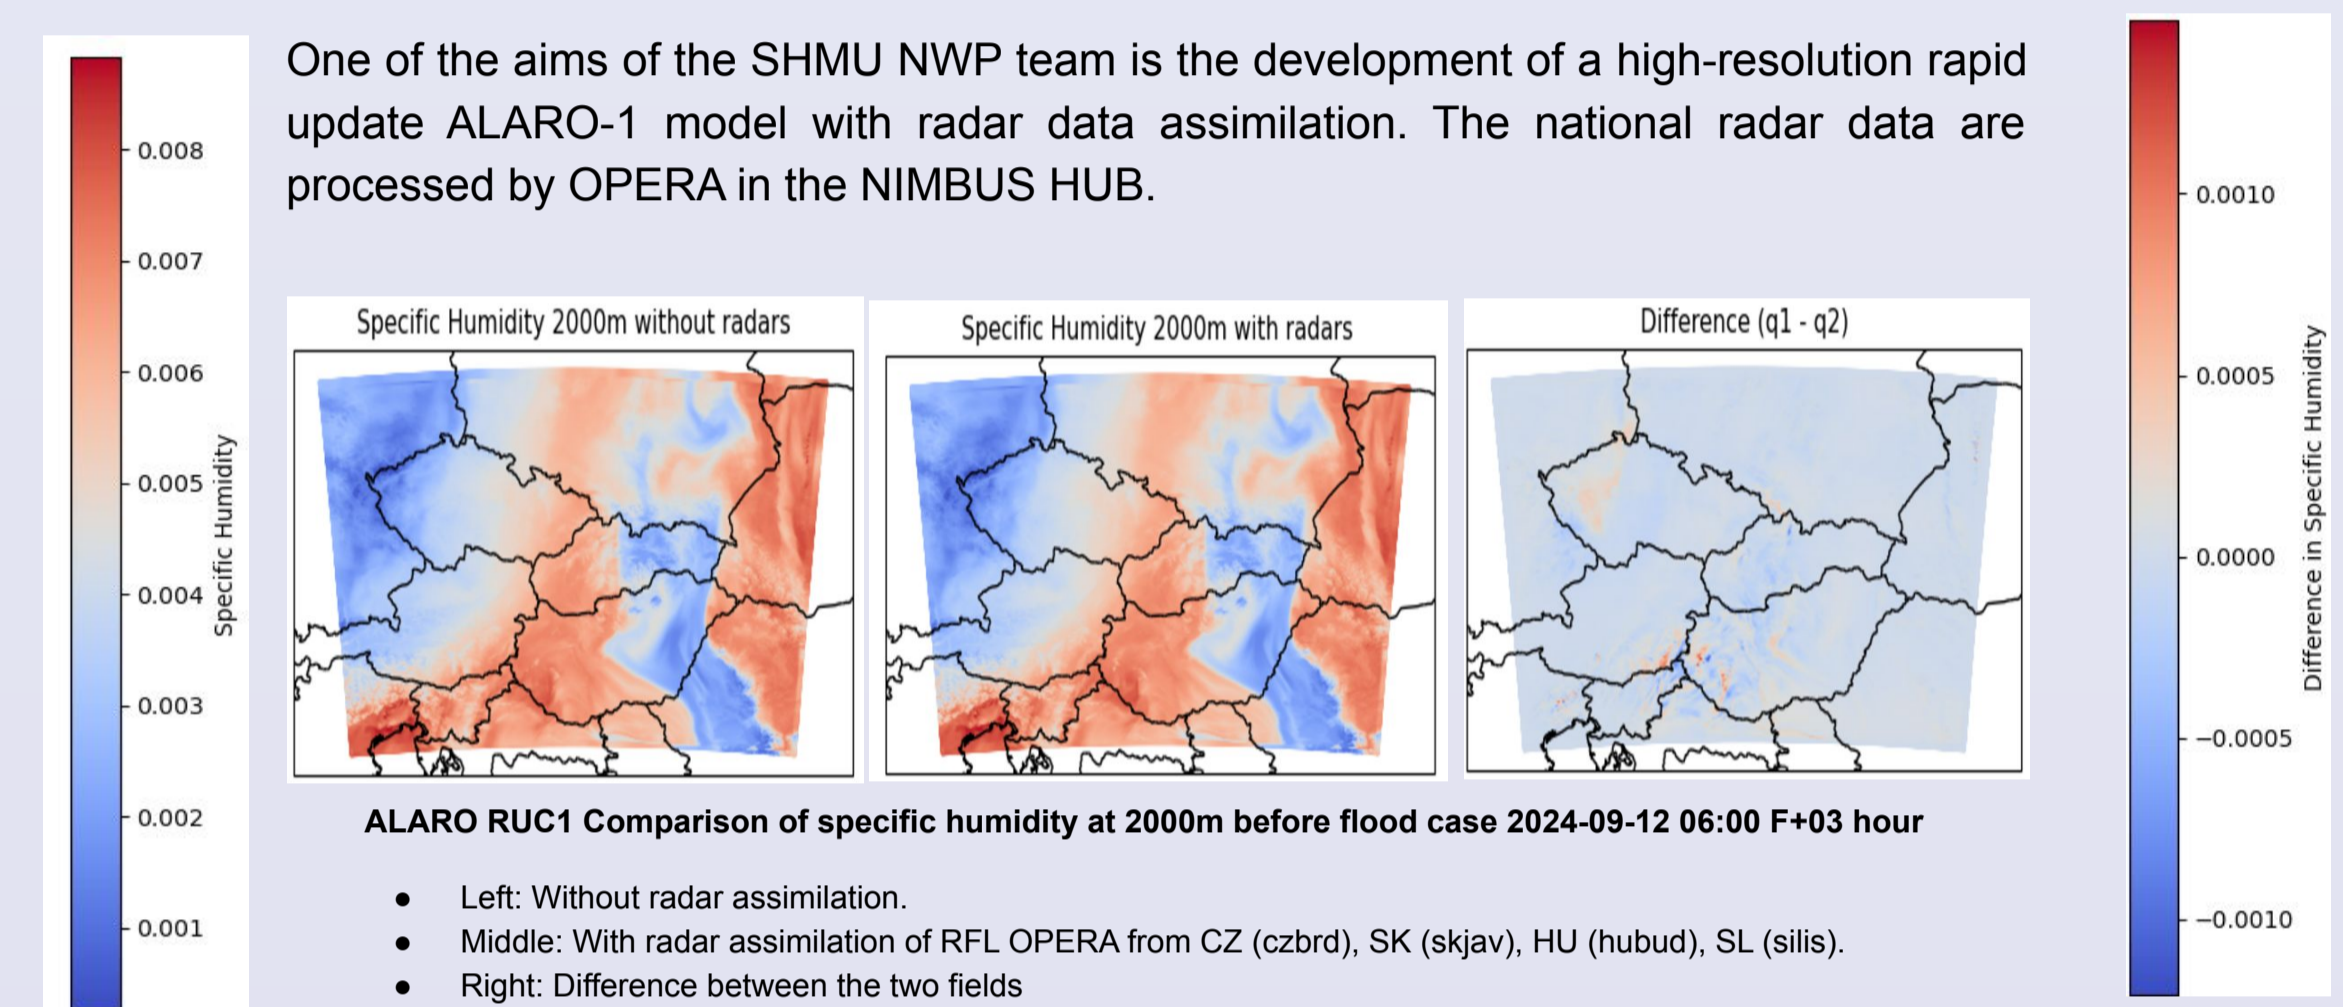 One of the aims of the SHMU NWP team is the development of a high-resolution rapid
update ALARO-1 model with radar data assimilation. The national radar data are
processed by OPERA in the NIMBUS HUB.
0.008
0.007
0.006
0.005
0.004
0.003
0.002
0.001
Specific Humidity
Specific Humidity 2000m without radars
Specific Humidity 2000m with radars
Difference (q1 - q2)
0.0010
0.0005
0.0000
−0.0005
−0.0010
Difference in Specific Humidity
ALARO RUC1 Comparison of specific humidity at 2000m before flood case 2024-09-12 06:00 F+03 hour
● Left: Without radar assimilation.
● Middle: With radar assimilation of RFL OPERA from CZ (czbrd), SK (skjav), HU (hubud), SL (silis).
● Right: Difference between the two fields